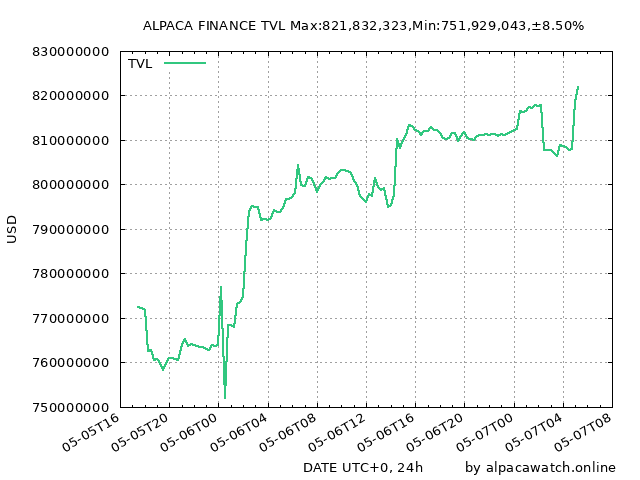 ALPACA FINANCE TVL Max:821,832,323,Min:751,929,043,±8.50%
TVL
830000000
820000000
810000000
800000000
790000000
780000000
770000000
760000000
750000000
USD
05-05T16
05-05T20
05-06T00
05-06T04
05-06T08
05-06T12
05-06T16
05-06T20
05-07T00
05-07T04
05-07T08
DATE UTC+0, 24h
by alpacawatch.online